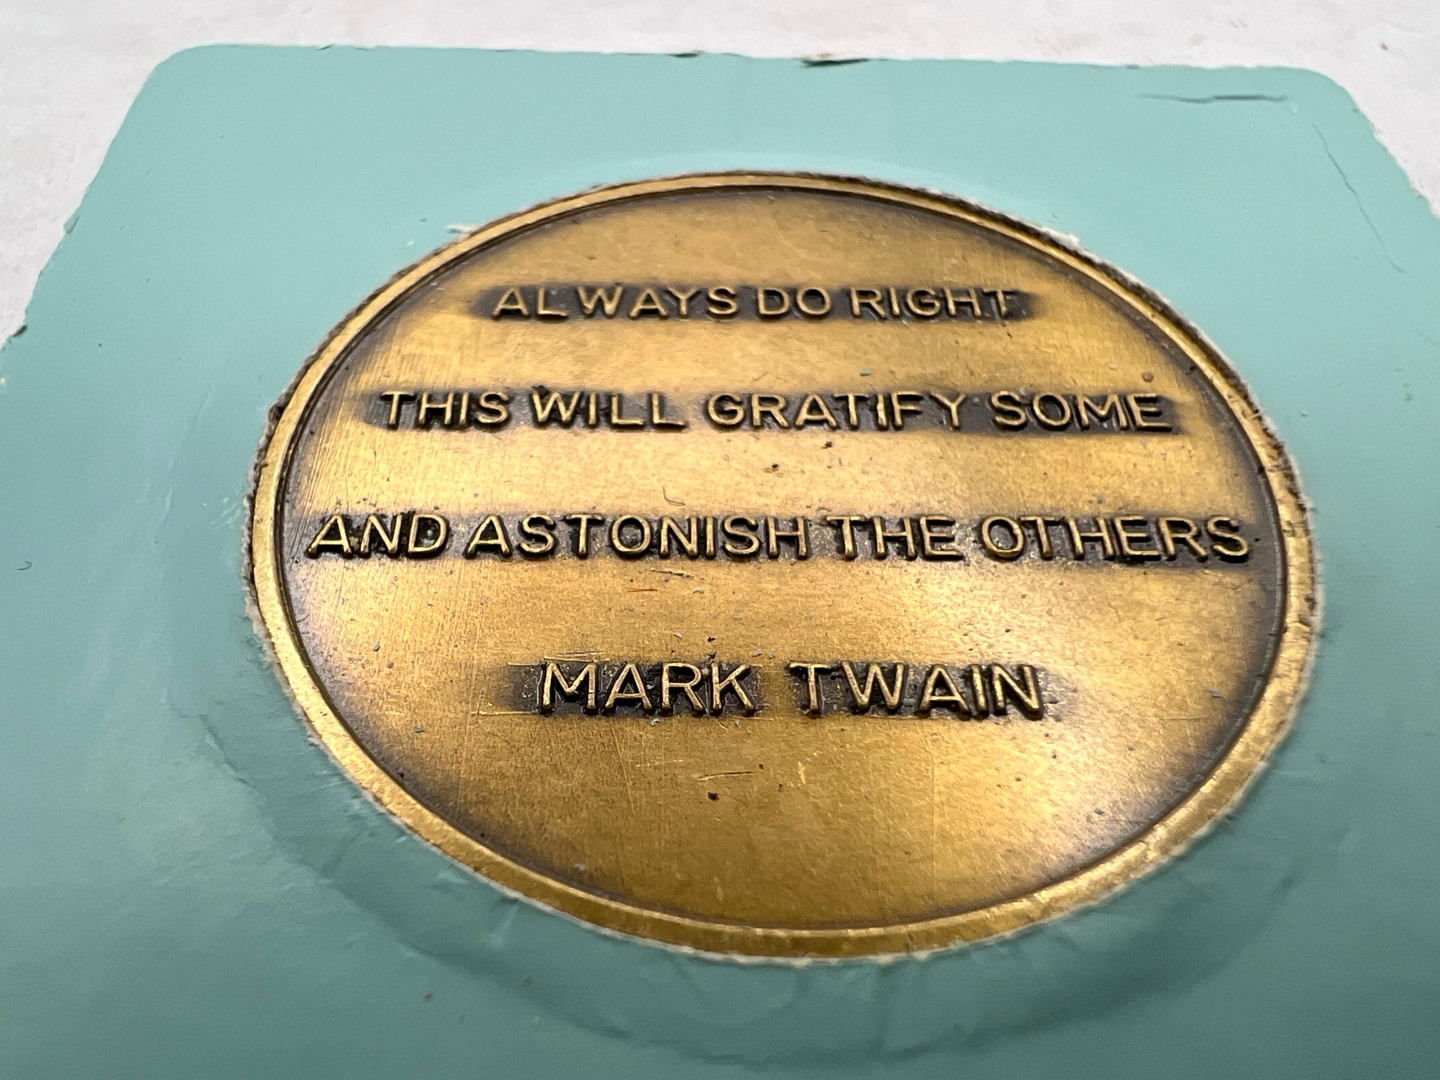 ALWAYS DO RIGHT
THIS WILL GRATIFY SOME
AND ASTONISH THE OTHERS
MARK TWAIN